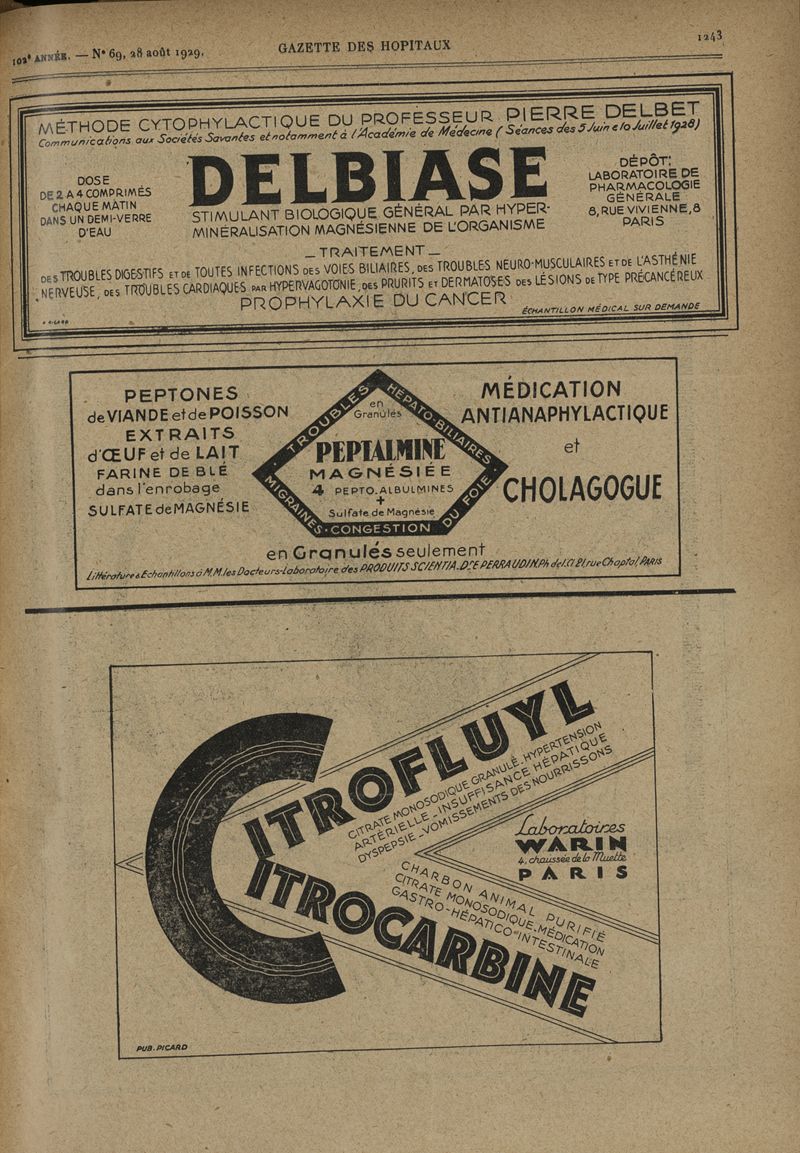 102e ANNÉE. — N° 69, 28 août 1929.
GAZETTE DES HOPITAUX
1243
MÉTHODE CYTOPHYLACTIQUE DU PROFESSEUR PIERRE DELBET
Communications aux Sociétés Savantes et notamment à l'Académie de Médecine (Séances des 5 Juin et 10 Juillet 1928)
DOSE
DE 2 A 4 COMPRIMÉS
CHAQUE MATIN
DANS UN DEMI-VERRE
D'EAU
DELBIASE
STIMULANT BIOLOGIQUE GÉNÉRAL PAR HYPER-
MINÉRALISATION MAGNÉSIENNE DE L'ORGANISME
DÉPÔT:
LABORATOIRE DE
PHARMACOLOGIE
GÉNÉRALE
8, RUE VIVIENNE, 8
PARIS
_ TRAITEMENT _
DES TROUBLES DIGESTIFS ET DE TOUTES INFECTIONS DES VOIES BILIAIRES, DES TROUBLES NEURO-MUSCULAIRES ET DE L'ASTHÉNIE
NERVEUSE, DES TROUBLES CARDIAQUES PAR HYPERVAGOTONIE, DES PRURITS ET DERMATOSES DES LÉSIONS DE TYPE PRÉCANCÉREUX
PROPHYLAXIE DU CANCER
ÉCHANTILLON MÉDICAL SUR DEMANDE
PEPTONES
de VIANDE et de POISSON
EXTRAITS
d'ŒUF et de LAIT
FARINE DE BLÉ
dans l'enrobage
SULFATE de MAGNÉSIE
TROUBLES HÉPATO-BILIAIRES
en
Granulés
PEPTALMINE
MAGNÉSIÉE
4 PEPTO-ALBULMINES
+
Sulfate de Magnésie
MIGRAINES · CONGESTION DU FOIE
MÉDICATION
ANTIANAPHYLACTIQUE
et
CHOLAGOGUE
en Granulés seulement
Littérature & Echantillons à M.M. les Docteurs-Laboratoire des PRODUITS SCIENTIA. Dr E PERRAUDIN. Ph de 1. Cl 21, rue Chaptal PARIS
CITROFLUYL
CITRATE MONOSODIQUE GRANULÉ-HYPERTENSION
ARTÉRIELLE-INSUFFISANCE HÉPATIQUE
DYSPEPSIE-VOMISSEMENTS DES NOURRISSONS
Laboratoires
WARIN
4, chaussée de la Muette
PARIS
CHARBON ANIMAL PURIFIÉ
CITRATE MONOSODIQUE-MÉDICATION
GASTRO-HÉPATICO-INTESTINALE
CITROCARBINE
PUB. PICARD